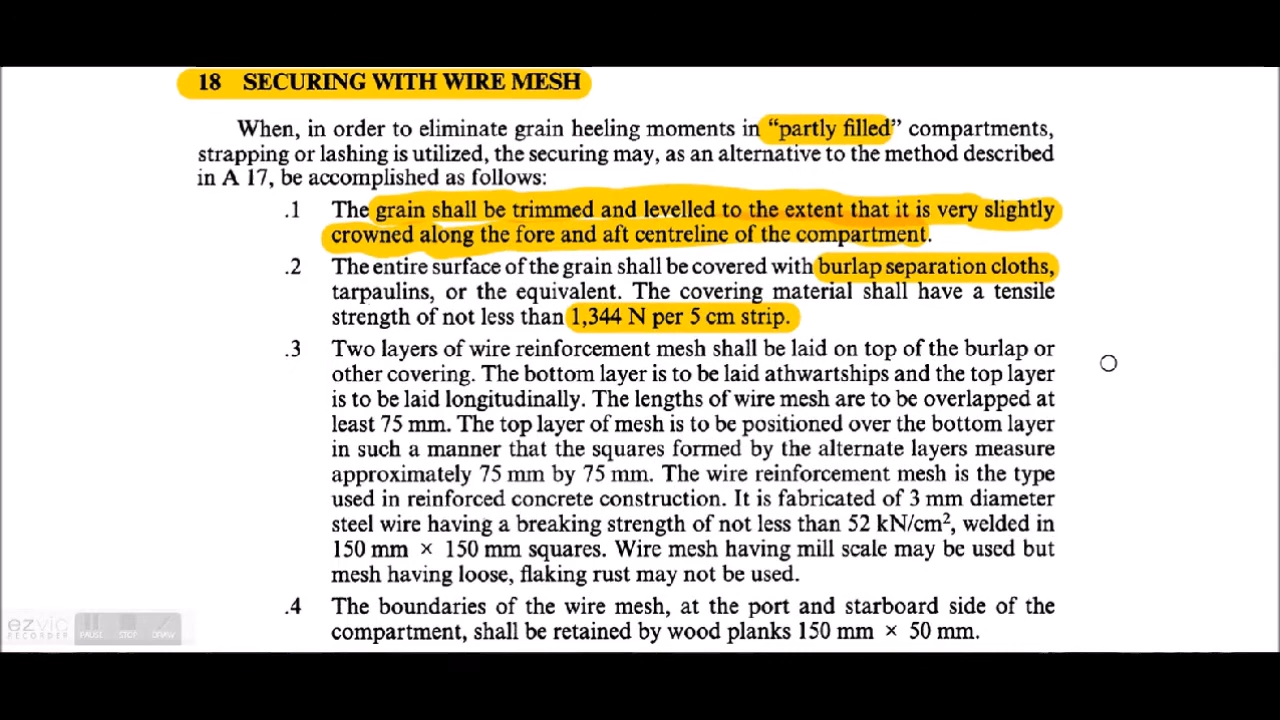 18 SECURING WITH WIRE MESH
When, in order to eliminate grain heeling moments in “partly filled” compartments,
strapping or lashing is utilized, the securing may, as an alternative to the method described
in A 17, be accomplished as follows:
.1 The grain shall be trimmed and levelled to the extent that it is very slightly
crowned along the fore and aft centreline of the compartment.
.2 The entire surface of the grain shall be covered with burlap separation cloths,
tarpaulins, or the equivalent. The covering material shall have a tensile
strength of not less than 1,344 N per 5 cm strip.
.3 Two layers of wire reinforcement mesh shall be laid on top of the burlap or
other covering. The bottom layer is to be laid athwartships and the top layer
is to be laid longitudinally. The lengths of wire mesh are to be overlapped at
least 75 mm. The top layer of mesh is to be positioned over the bottom layer
in such a manner that the squares formed by the alternate layers measure
approximately 75 mm by 75 mm. The wire reinforcement mesh is the type
used in reinforced concrete construction. It is fabricated of 3 mm diameter
steel wire having a breaking strength of not less than 52 kN/cm², welded in
150 mm × 150 mm squares. Wire mesh having mill scale may be used but
mesh having loose, flaking rust may not be used.
.4 The boundaries of the wire mesh, at the port and starboard side of the
compartment, shall be retained by wood planks 150 mm × 50 mm.
ezvid
RECORDER
PAUSE STOP DRAW